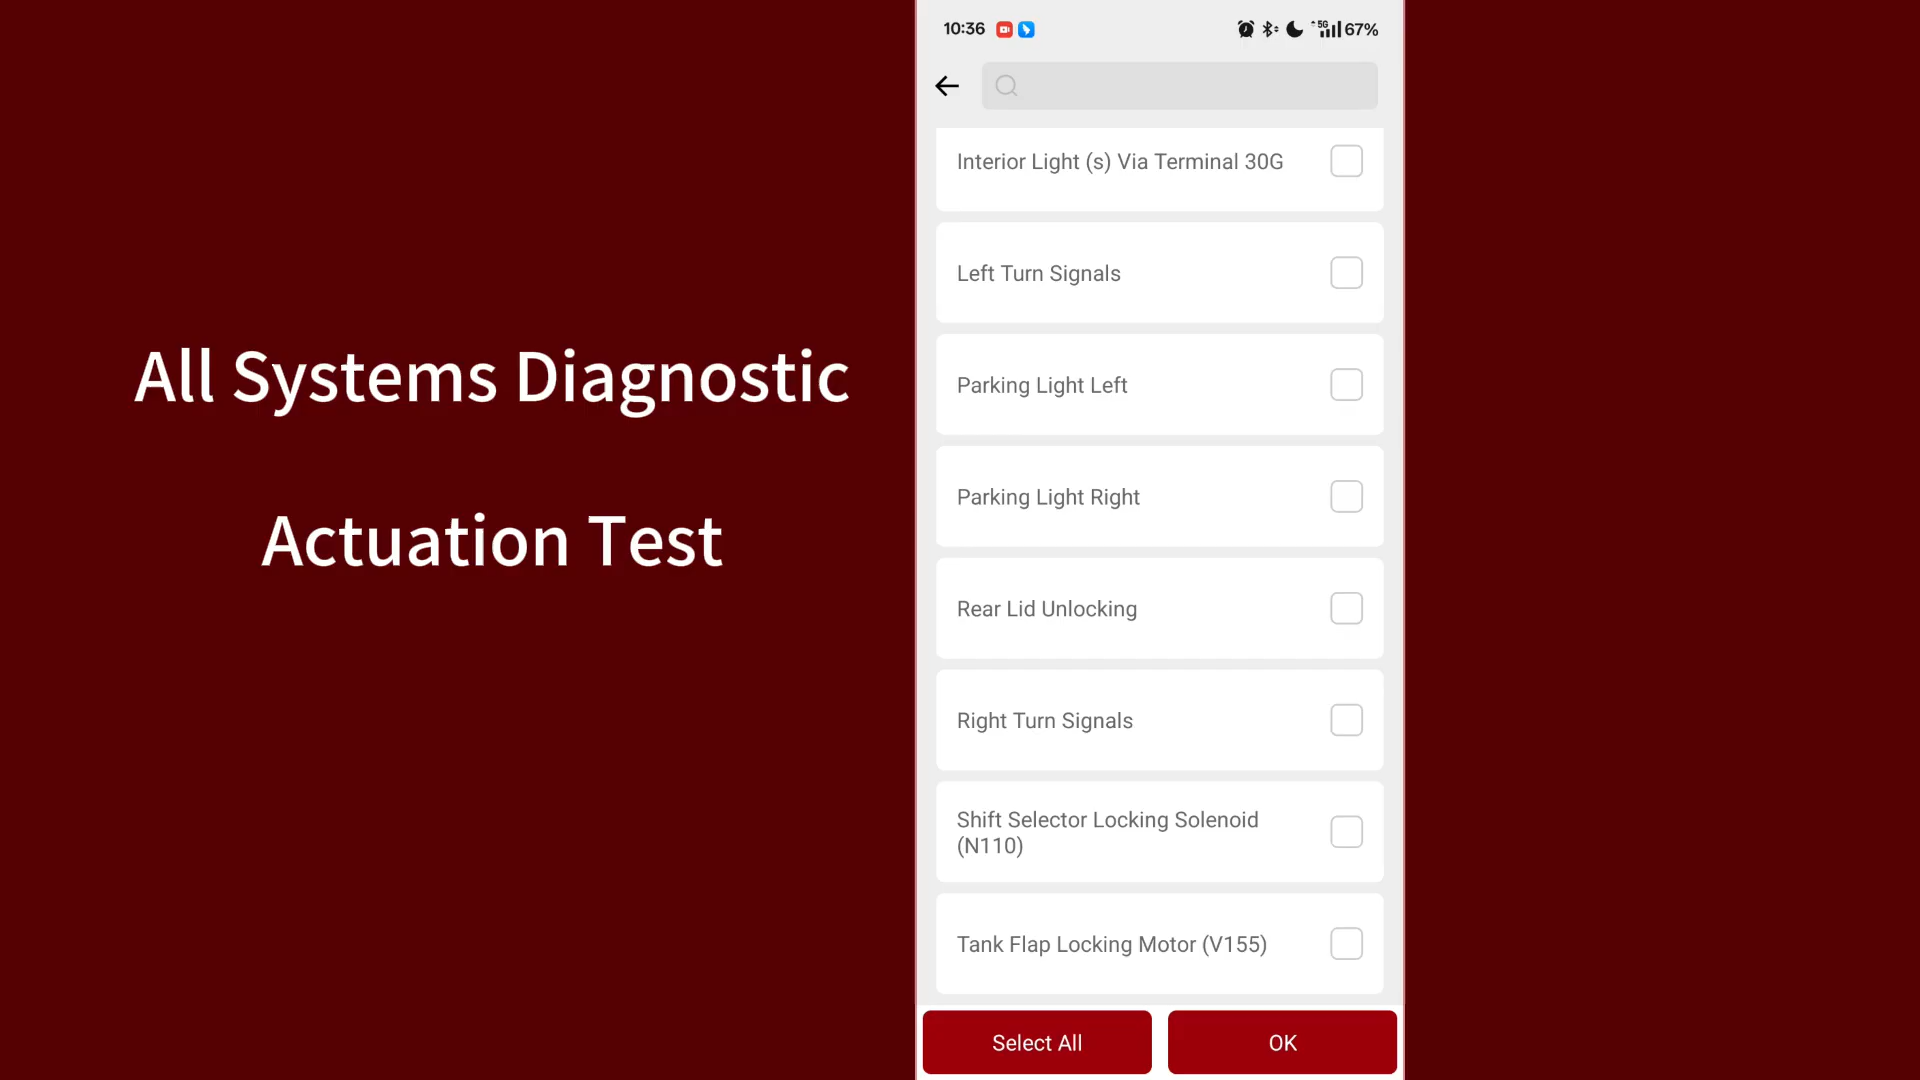 All Systems Diagnostic
Actuation Test
10:36
5G
67%
Interior Light (s) Via Terminal 30G
Left Turn Signals
Parking Light Left
Parking Light Right
Rear Lid Unlocking
Right Turn Signals
Shift Selector Locking Solenoid
(N110)
Tank Flap Locking Motor (V155)
Select All
OK